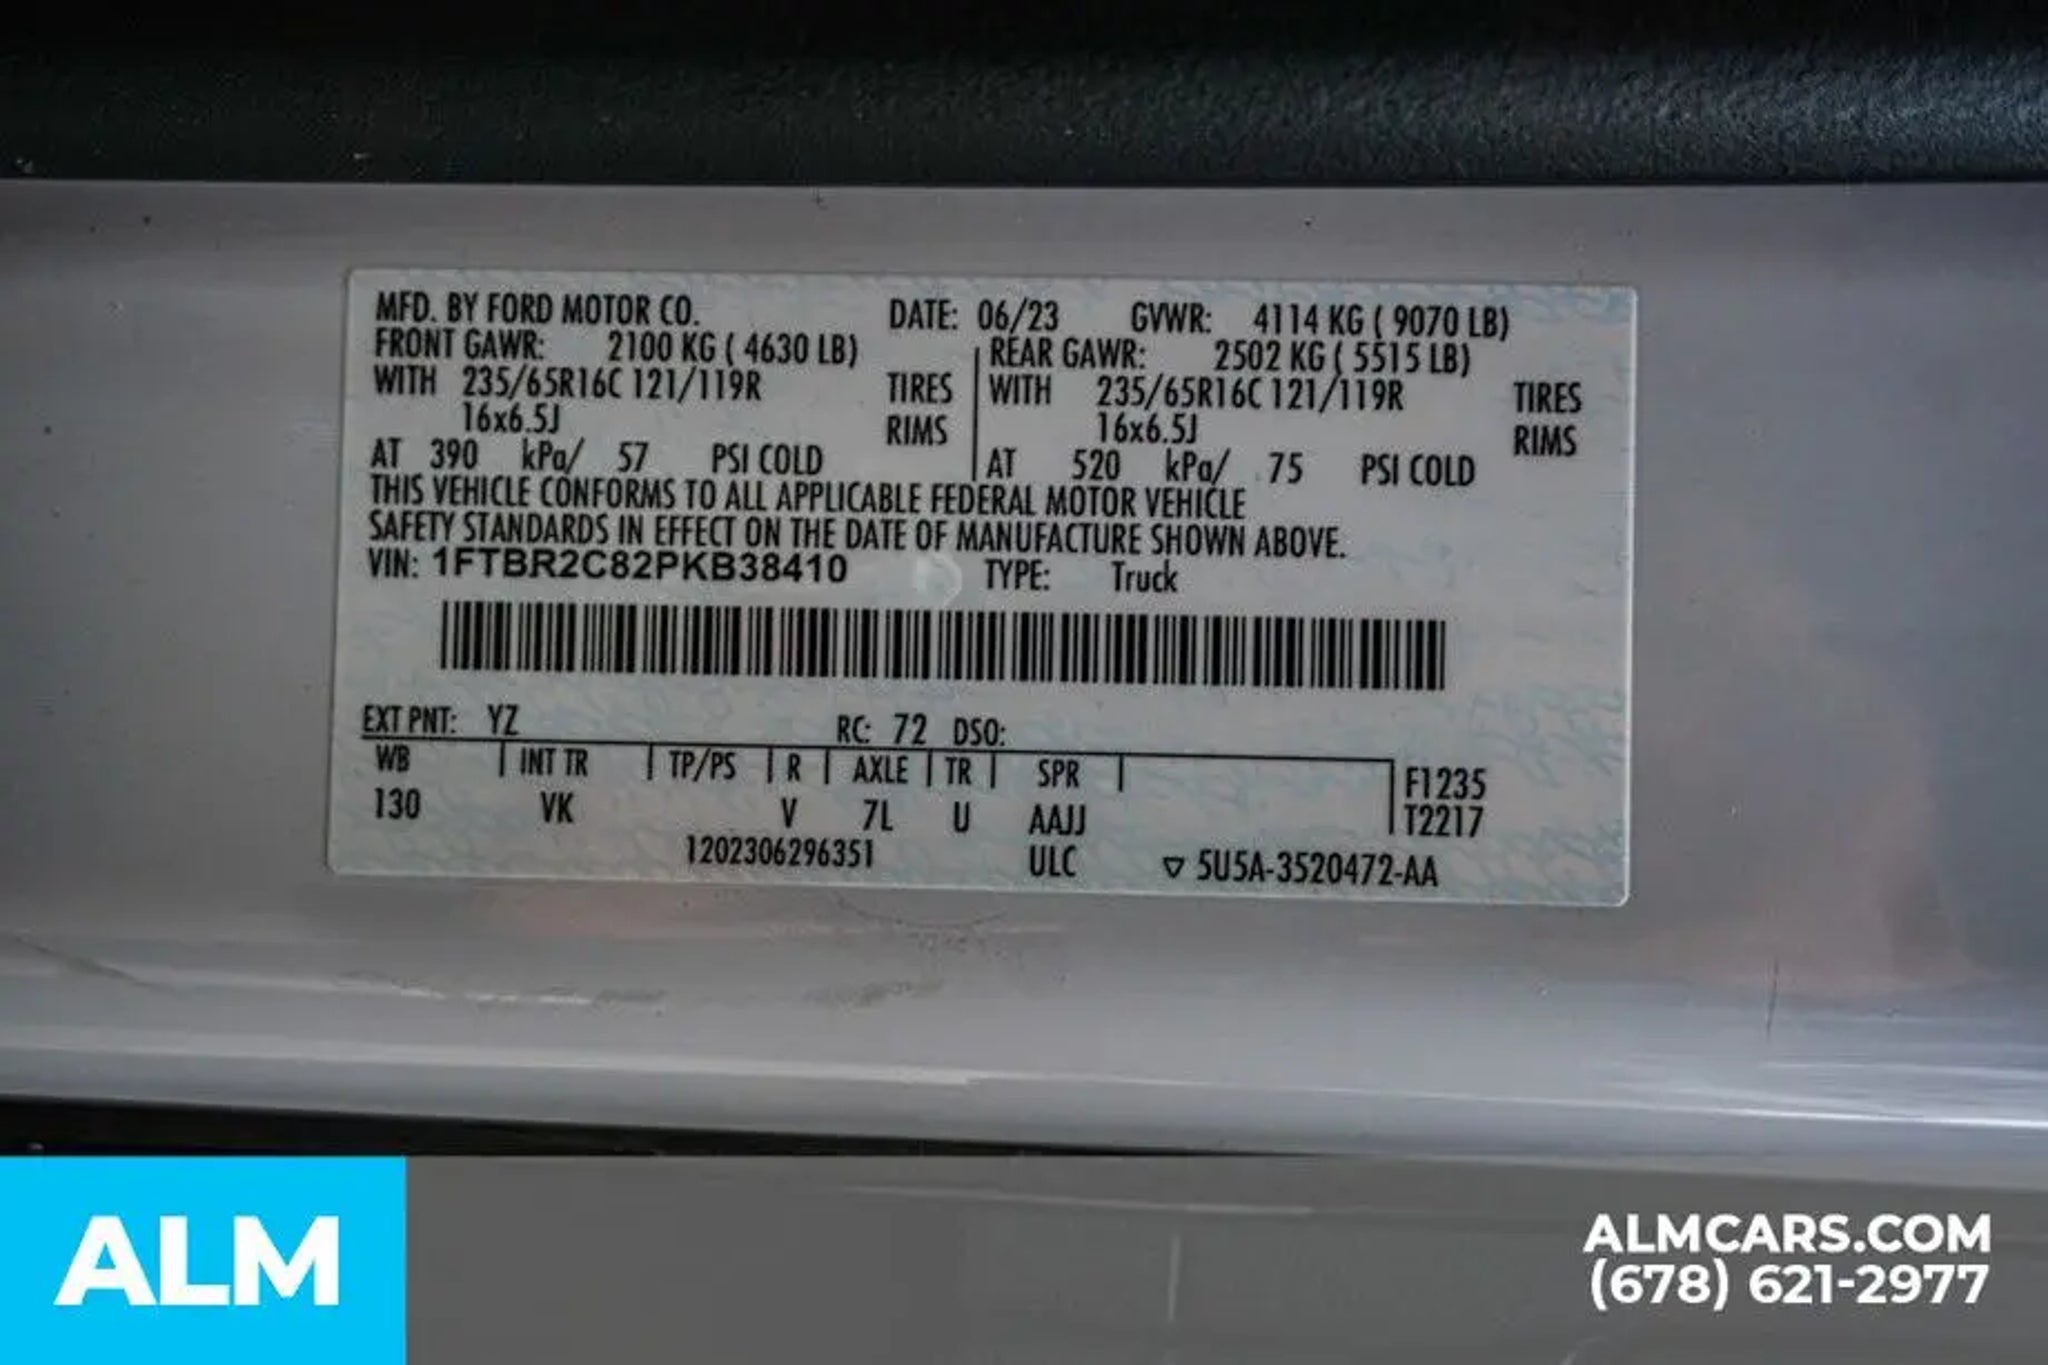 MFD. BY FORD MOTOR CO. DATE: 06/23 GVWR: 4114 KG ( 9070 LB)
FRONT GAWR: 2100 KG ( 4630 LB) REAR GAWR: 2502 KG ( 5515 LB)
WITH 235/65R16C 121/119R TIRES WITH 235/65R16C 121/119R TIRES
16x6.5J RIMS 16x6.5J RIMS
AT 390 kPa/ 57 PSI COLD AT 520 kPa/ 75 PSI COLD
THIS VEHICLE CONFORMS TO ALL APPLICABLE FEDERAL MOTOR VEHICLE
SAFETY STANDARDS IN EFFECT ON THE DATE OF MANUFACTURE SHOWN ABOVE.
VIN: 1FTBR2C82PKB38410 TYPE: Truck
EXT PNT: YZ RC: 72 DSO:
WB INT TR TP/PS R AXLE TR SPR F1235
130 VK V 7L U AAJJ T2217
1202306296351 ULC ▽ 5U5A-3520472-AA
ALM
ALMCARS.COM
(678) 621-2977